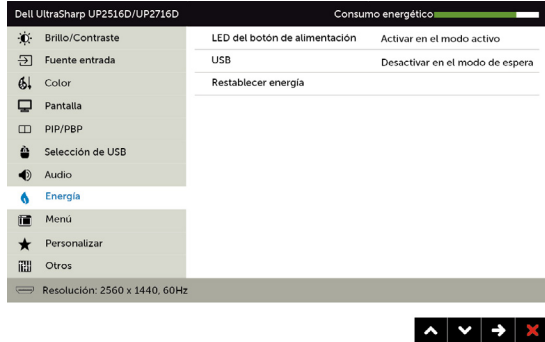 Dell UltraSharp UP2516D/UP2716D
Consumo energético
Brillo/Contraste
Fuente entrada
Color
Pantalla
PIP/PBP
Selección de USB
Audio
Energía
Menú
Personalizar
Otros
LED del botón de alimentación Activar en el modo activo
USB Desactivar en el modo de espera
Restablecer energía
Resolución: 2560 x 1440, 60Hz